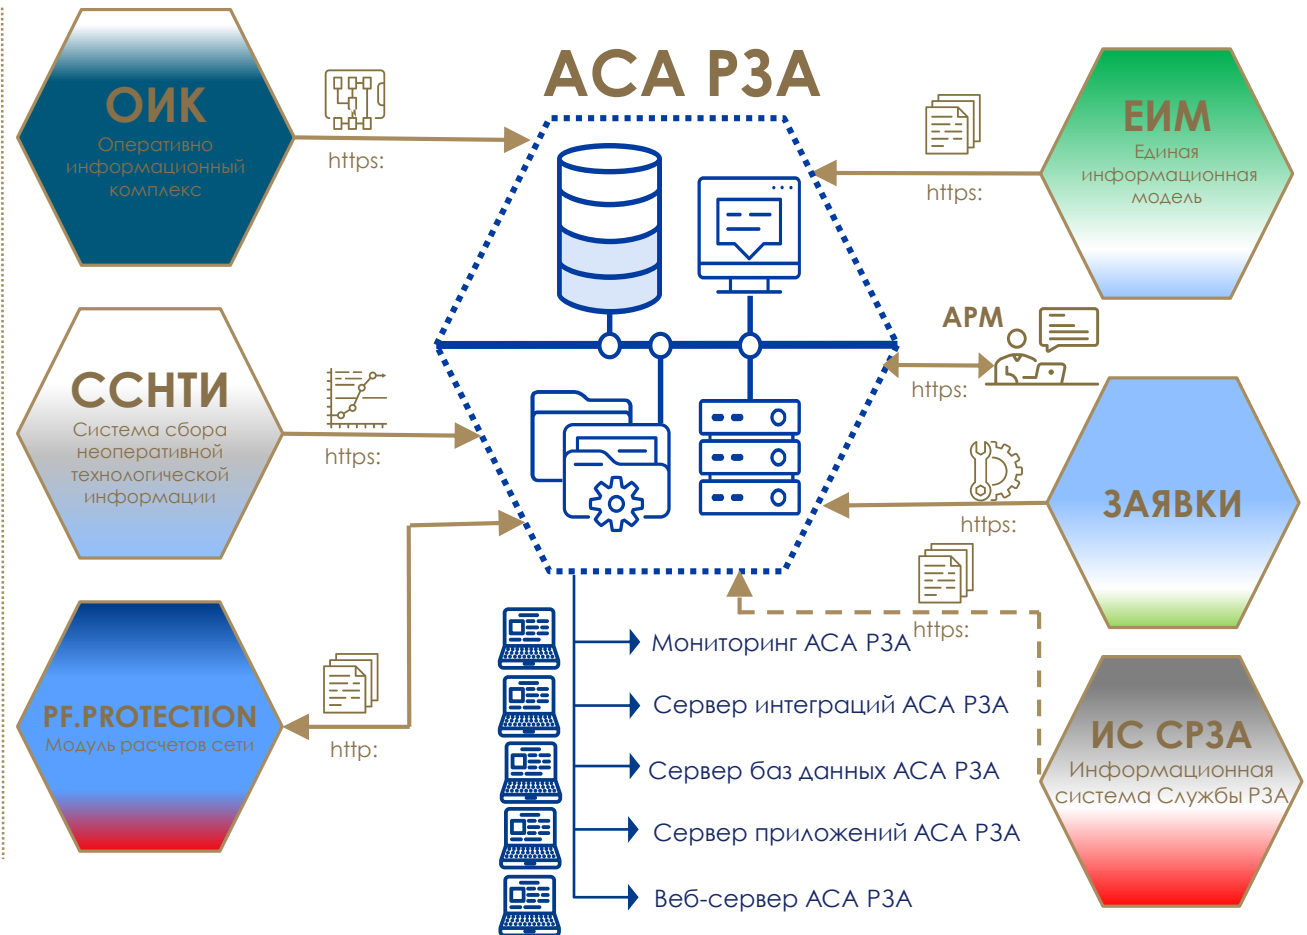 АСА РЗА
ОИК
Оперативно
информационный
комплекс
https:
ЕИМ
Единая
информационная
модель
https:
АРМ
https:
ССНТИ
Система сбора
неоперативной
технологической
информации
https:
ЗАЯВКИ
https:
PF.PROTECTION
Модуль расчетов сети
http:
https:
ИС СРЗА
Информационная
система Службы РЗА
Мониторинг АСА РЗА
Сервер интеграций АСА РЗА
Сервер баз данных АСА РЗА
Сервер приложений АСА РЗА
Веб-сервер АСА РЗА